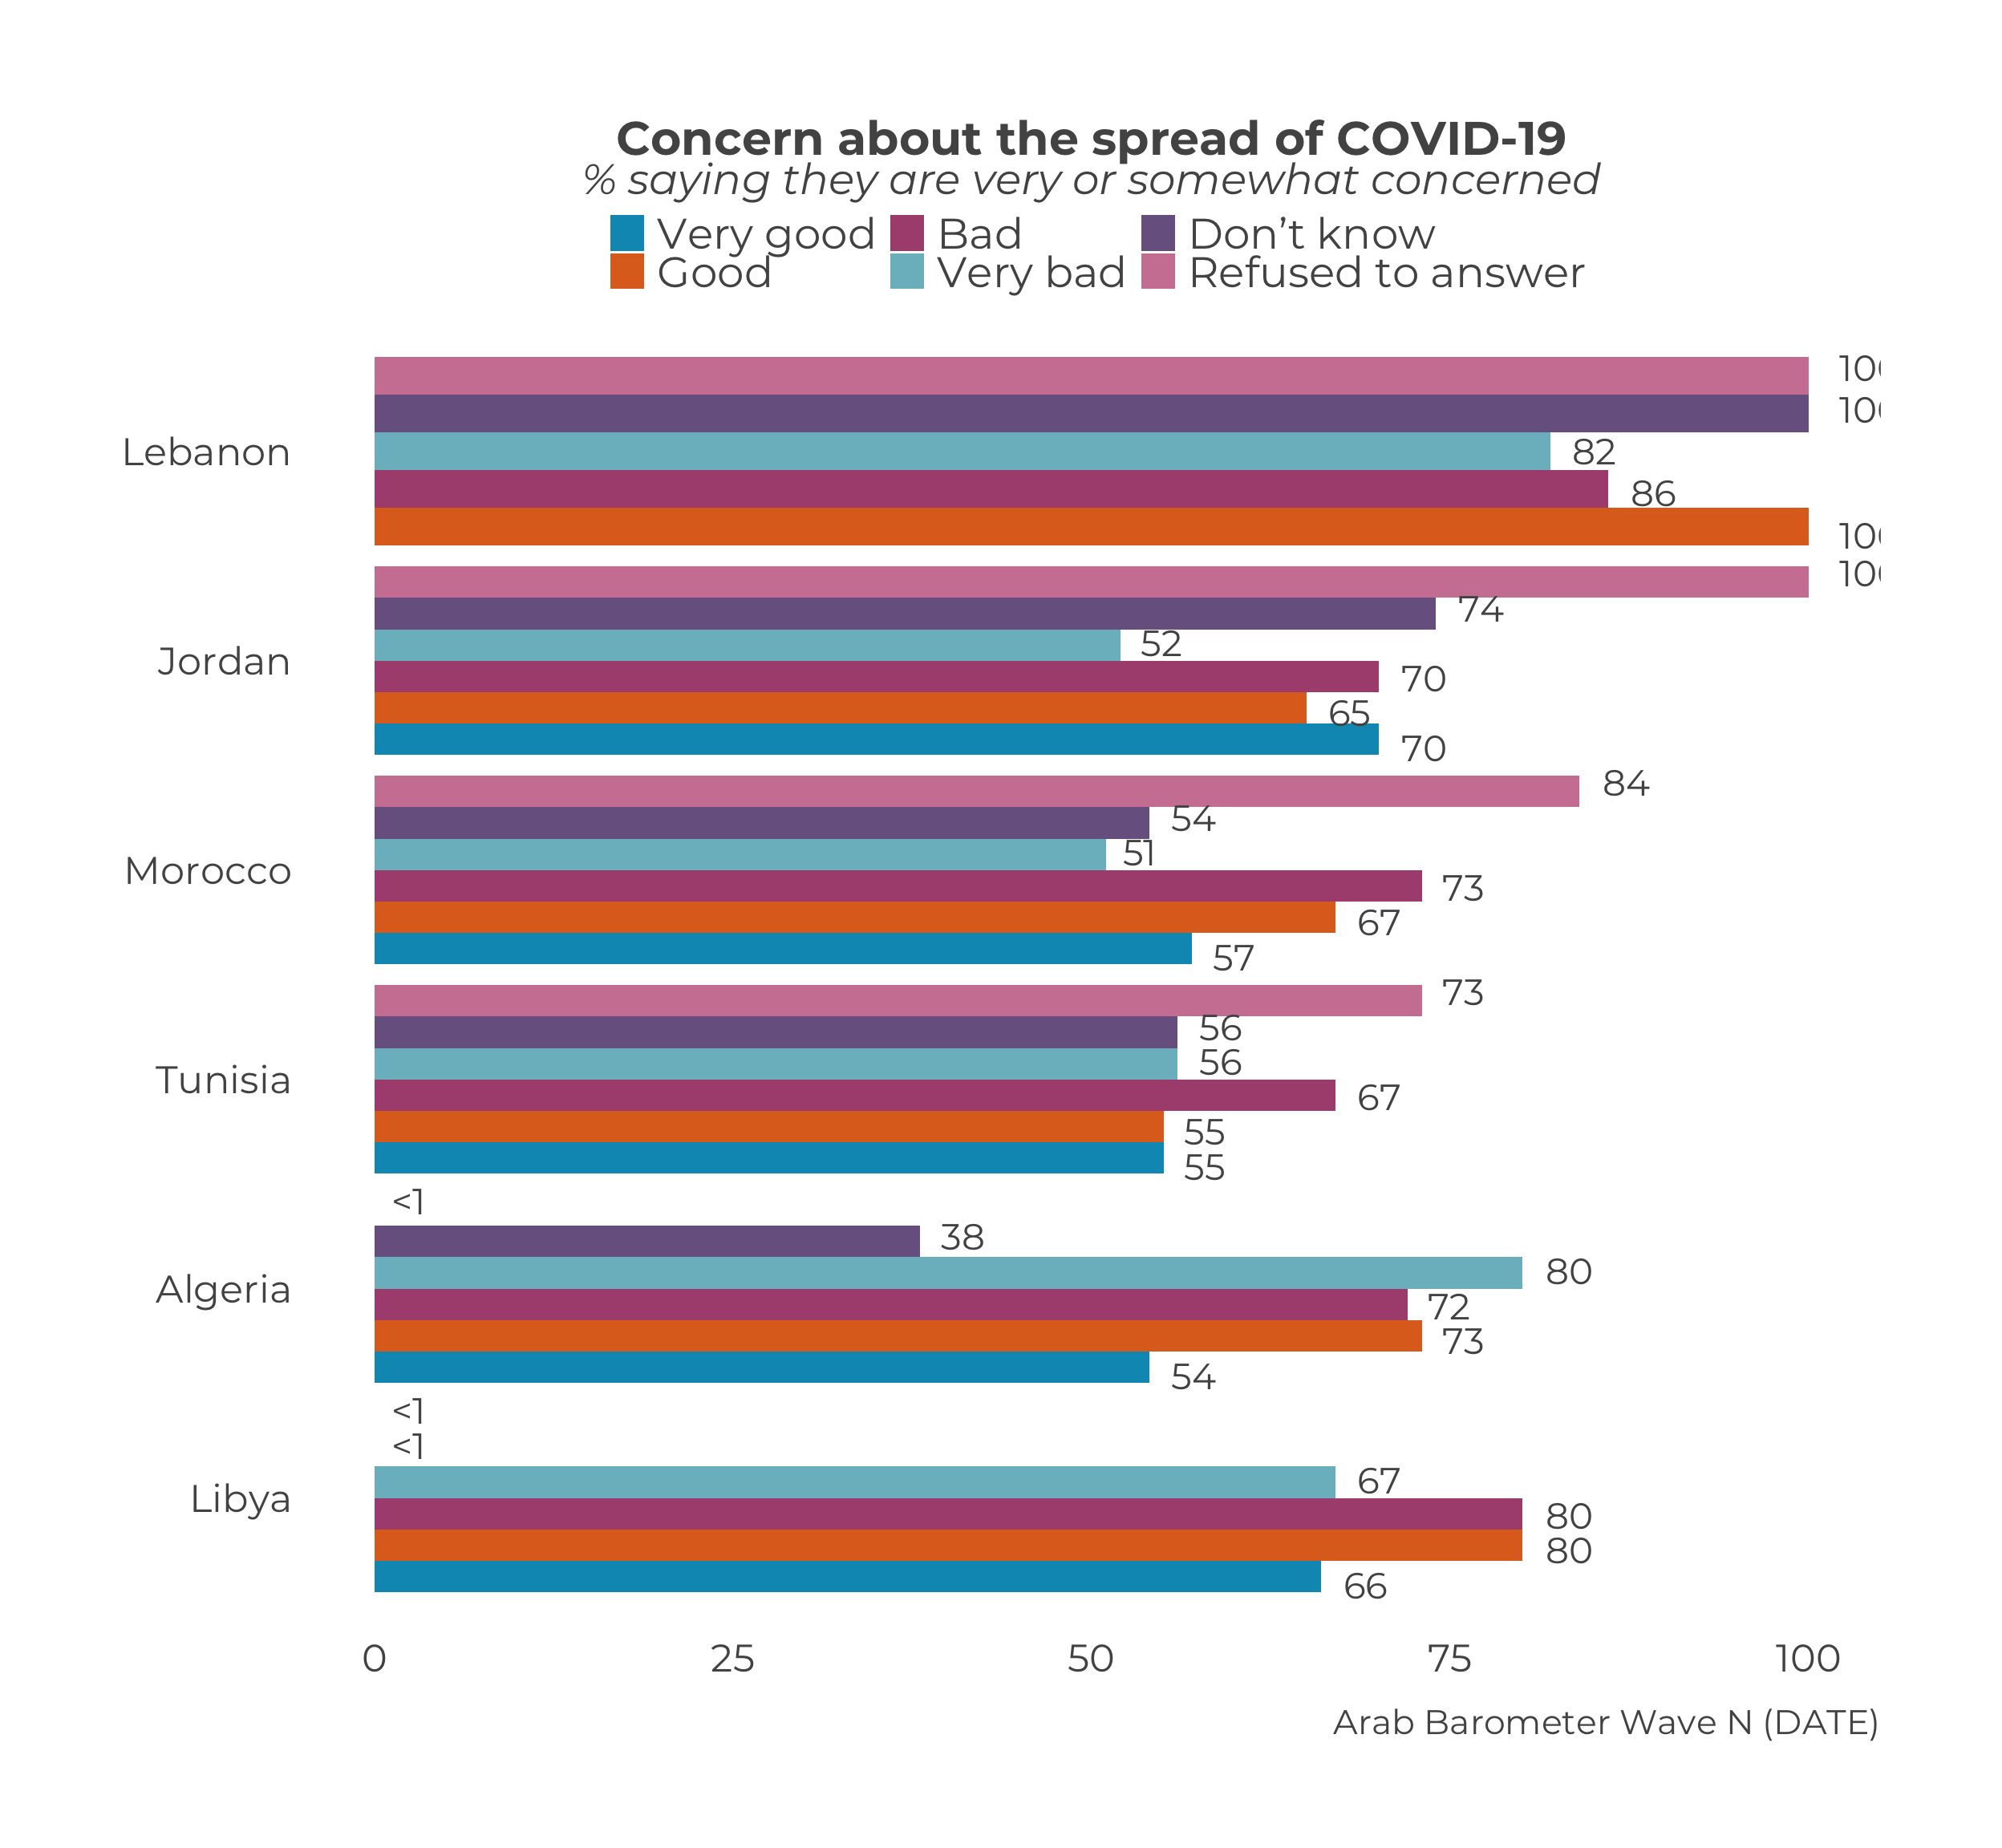 Concern about the spread of COVID-19
% saying they are very or somewhat concerned
Very good Bad Don’t know
Good Very bad Refused to answer
Lebanon
82
86
Jordan
74
52
70
65
70
Morocco
84
54
51
73
67
57
Tunisia
73
56
56
67
55
55
Algeria
<1
38
80
72
73
54
Libya
<1
<1
67
80
80
66
0 25 50 75 100
Arab Barometer Wave N (DATE)